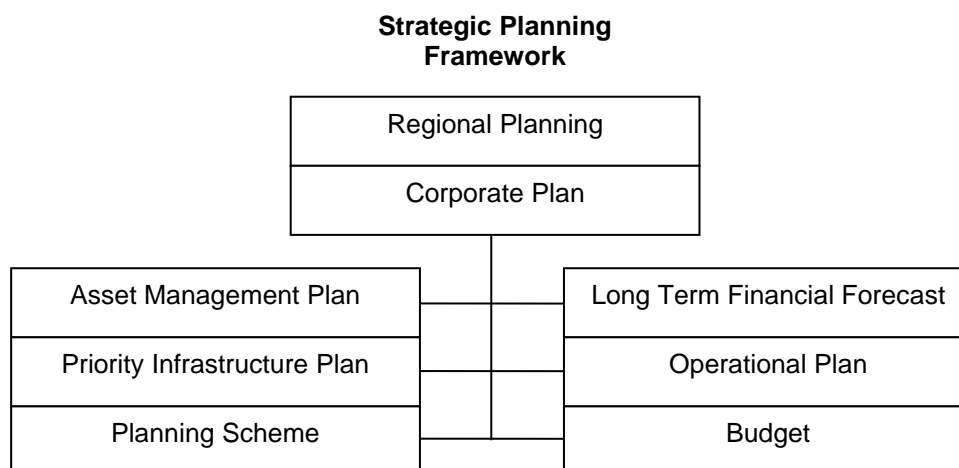 Strategic Planning
Framework
Regional Planning
Corporate Plan
Asset Management Plan
Long Term Financial Forecast
Priority Infrastructure Plan
Operational Plan
Planning Scheme
Budget